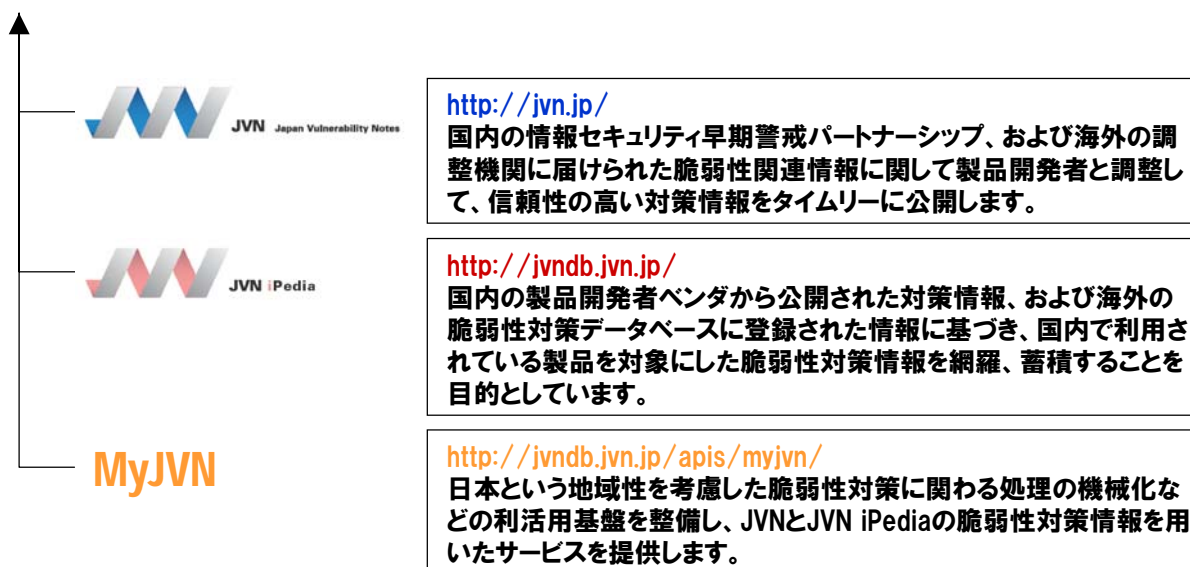 JVN Japan Vulnerability Notes
http://jvn.jp/
国内の情報セキュリティ早期警戒パートナーシップ、および海外の調
整機関に届けられた脆弱性関連情報に関して製品開発者と調整し
て、信頼性の高い対策情報をタイムリーに公開します。
JVN iPedia
http://jvndb.jvn.jp/
国内の製品開発者ベンダから公開された対策情報、および海外の
脆弱性対策データベースに登録された情報に基づき、国内で利用さ
れている製品を対象にした脆弱性対策情報を網羅、蓄積することを
目的としています。
MyJVN
http://jvndb.jvn.jp/apis/myjvn/
日本という地域性を考慮した脆弱性対策に関わる処理の機械化な
どの利活用基盤を整備し、JVNとJVN iPediaの脆弱性対策情報を用
いたサービスを提供します。